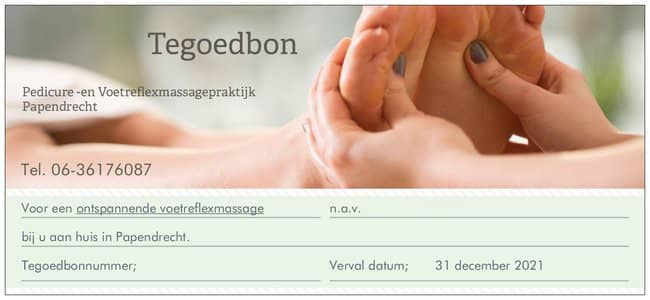 Tegoedbon
Pedicure -en Voetreflexmassagepraktijk
Papendrecht
Tel. 06-36176087
Voor een ontspannende voetreflexmassage n.a.v.
bij u aan huis in Papendrecht.
Tegoedbonnummer; Verval datum; 31 december 2021